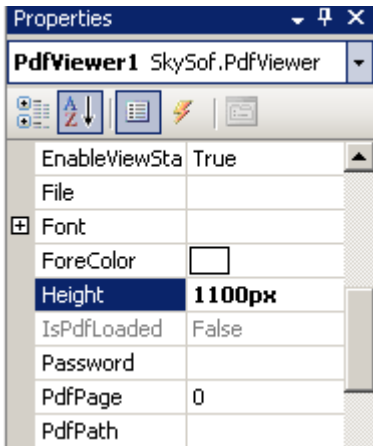 Properties
PdfViewer1 SkySof.PdfViewer
EnableViewSta True
File
Font
ForeColor
Height 1100px
IsPdfLoaded False
Password
PdfPage 0
PdfPath